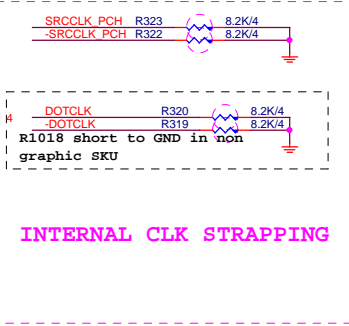 SRCCLK_PCH R323 8.2K/4
-SRCCLK_PCH R322 8.2K/4
4 DOTCLK R320 8.2K/4
-DOTCLK R319 8.2K/4
R1018 short to GND in non
graphic SKU
INTERNAL CLK STRAPPING